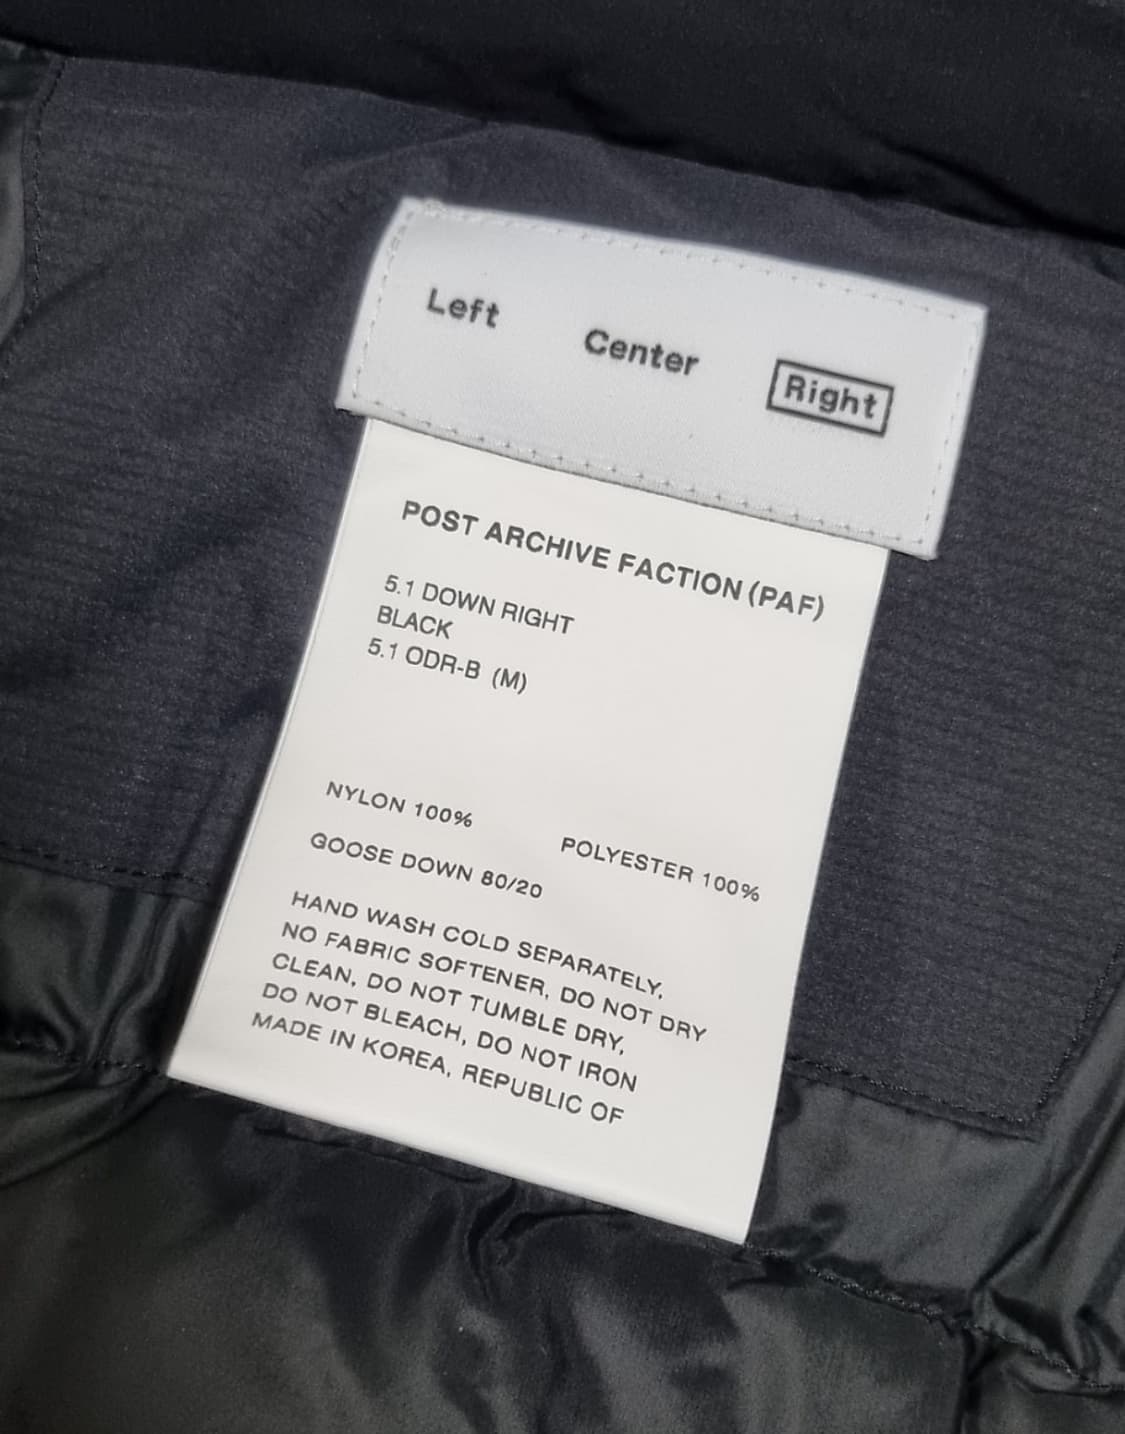 Left Center Right
POST ARCHIVE FACTION (PAF)
5.1 DOWN RIGHT
BLACK
5.1 ODR-B (M)
NYLON 100% POLYESTER 100%
GOOSE DOWN 80/20
HAND WASH COLD SEPARATELY,
NO FABRIC SOFTENER, DO NOT DRY
CLEAN, DO NOT TUMBLE DRY,
DO NOT BLEACH, DO NOT IRON
MADE IN KOREA, REPUBLIC OF